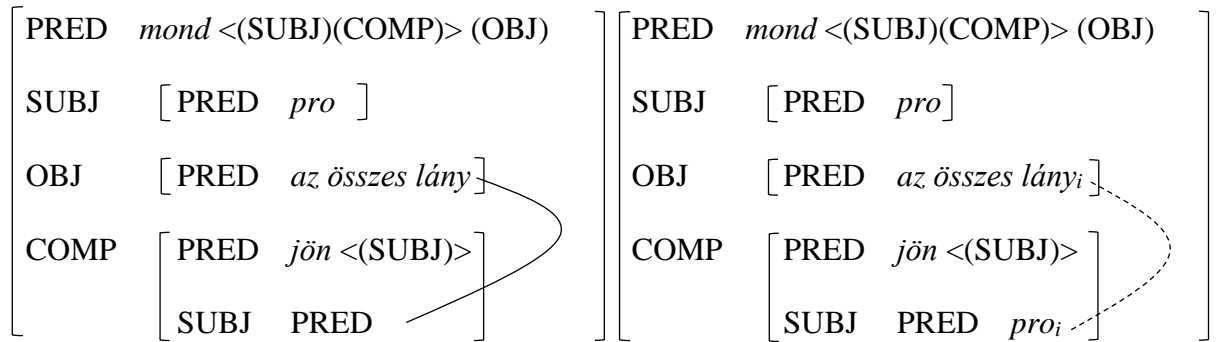 PRED mond <(SUBJ)(COMP)> (OBJ)
SUBJ [PRED pro ]
OBJ [PRED az összes lány]
COMP [PRED jön <(SUBJ)>
SUBJ PRED ]
PRED mond <(SUBJ)(COMP)> (OBJ)
SUBJ [PRED pro]
OBJ [PRED az összes lányᵢ]
COMP [PRED jön <(SUBJ)>
SUBJ PRED proᵢ ]